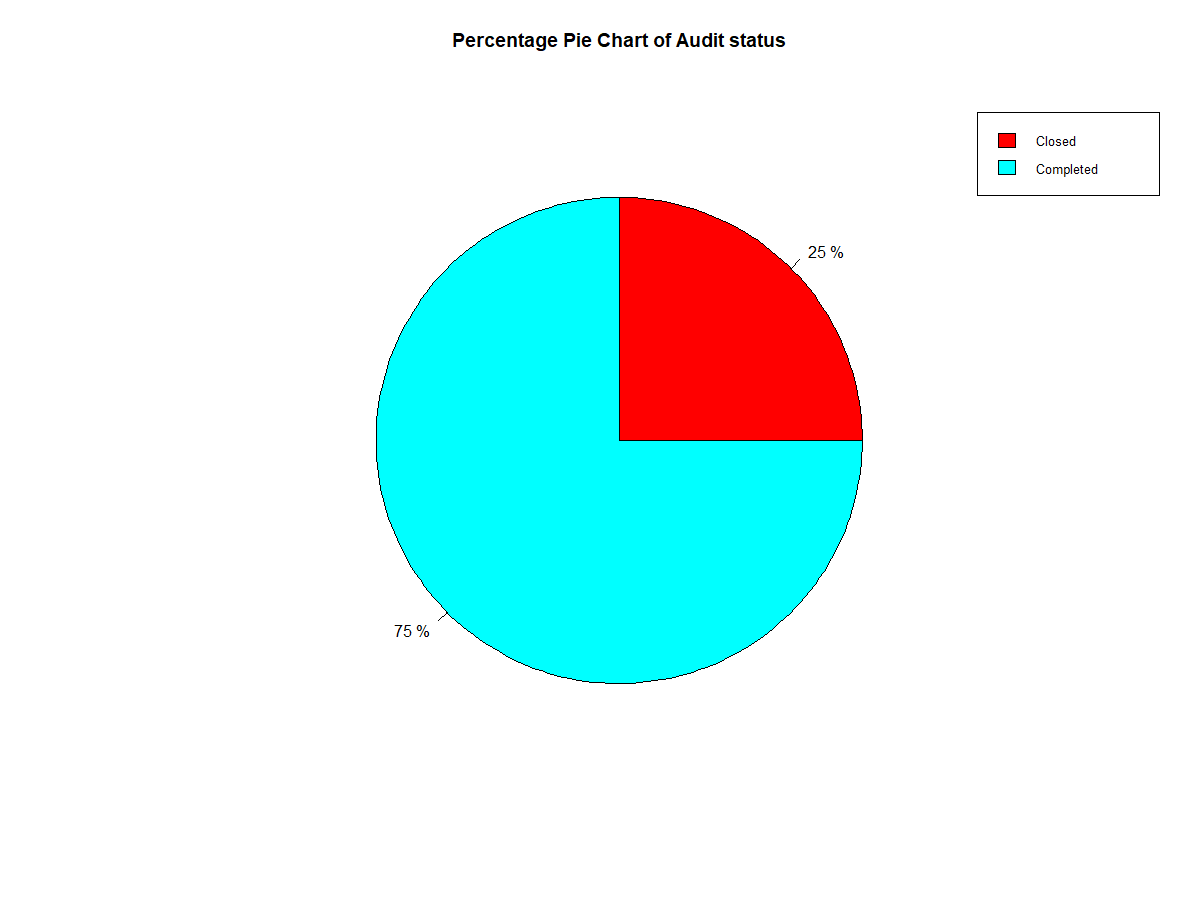 Percentage Pie Chart of Audit status
Closed
Completed
25 %
75 %